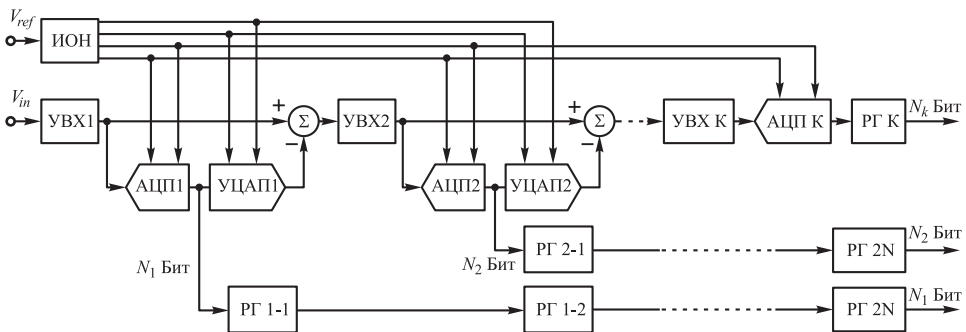 V_ref
ИОН
V_in
УВХ1
+
Σ
−
УВХ2
+
Σ
−
УВХ К
АЦП К
РГ К
N_k Бит
АЦП1
УЦАП1
АЦП2
УЦАП2
N_1 Бит
N_2 Бит
РГ 2-1
РГ 2N
N_2 Бит
РГ 1-1
РГ 1-2
РГ 2N
N_1 Бит